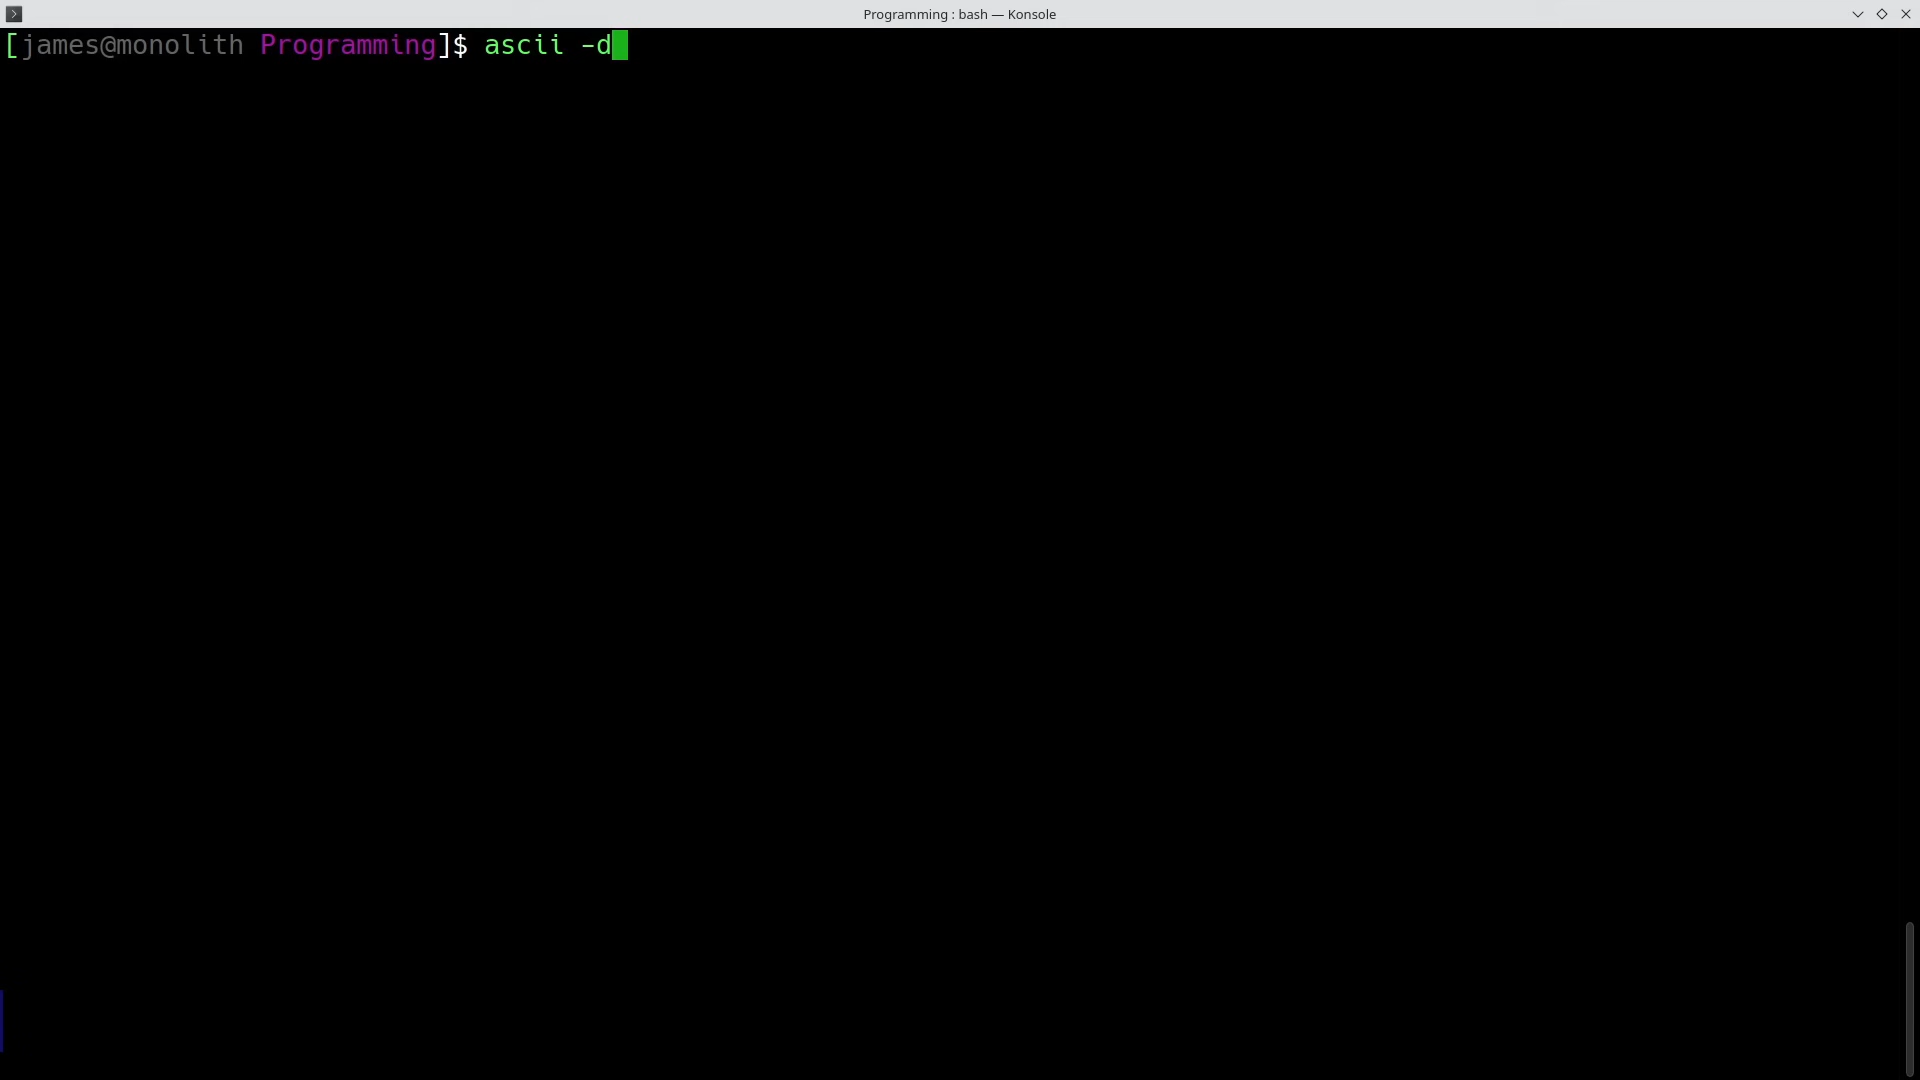 Programming : bash — Konsole
[james@monolith Programming]$ ascii -d